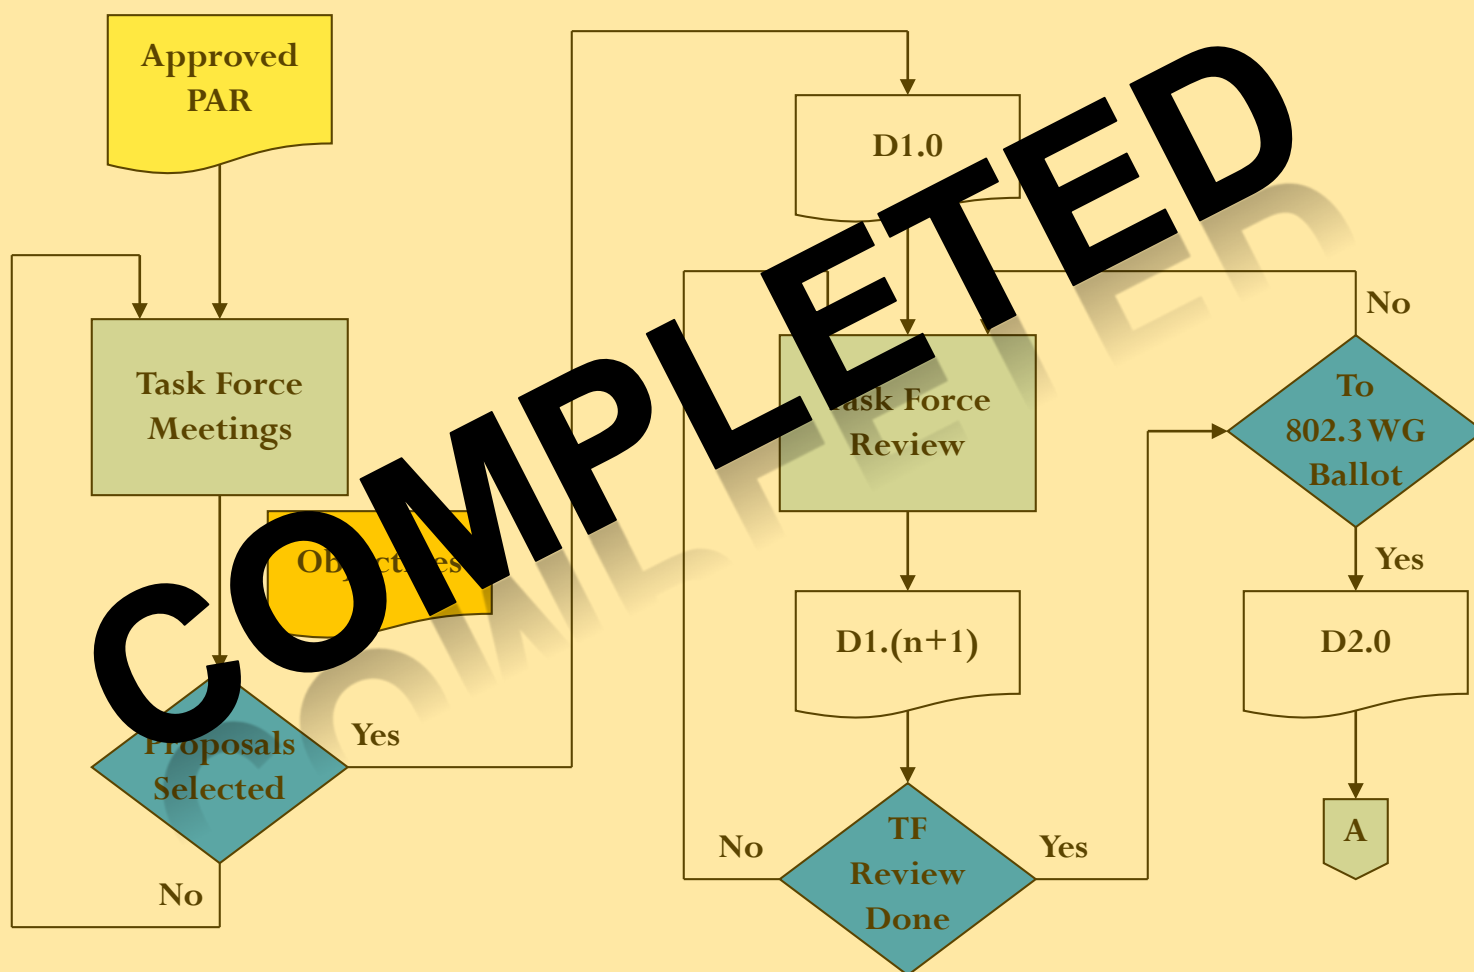 Approved
PAR
Task Force
Meetings
Objectives
Proposals
Selected
Yes
No
D1.0
Task Force
Review
D1.(n+1)
TF
Review
Done
No
Yes
To
802.3 WG
Ballot
No
Yes
D2.0
A
COMPLETED